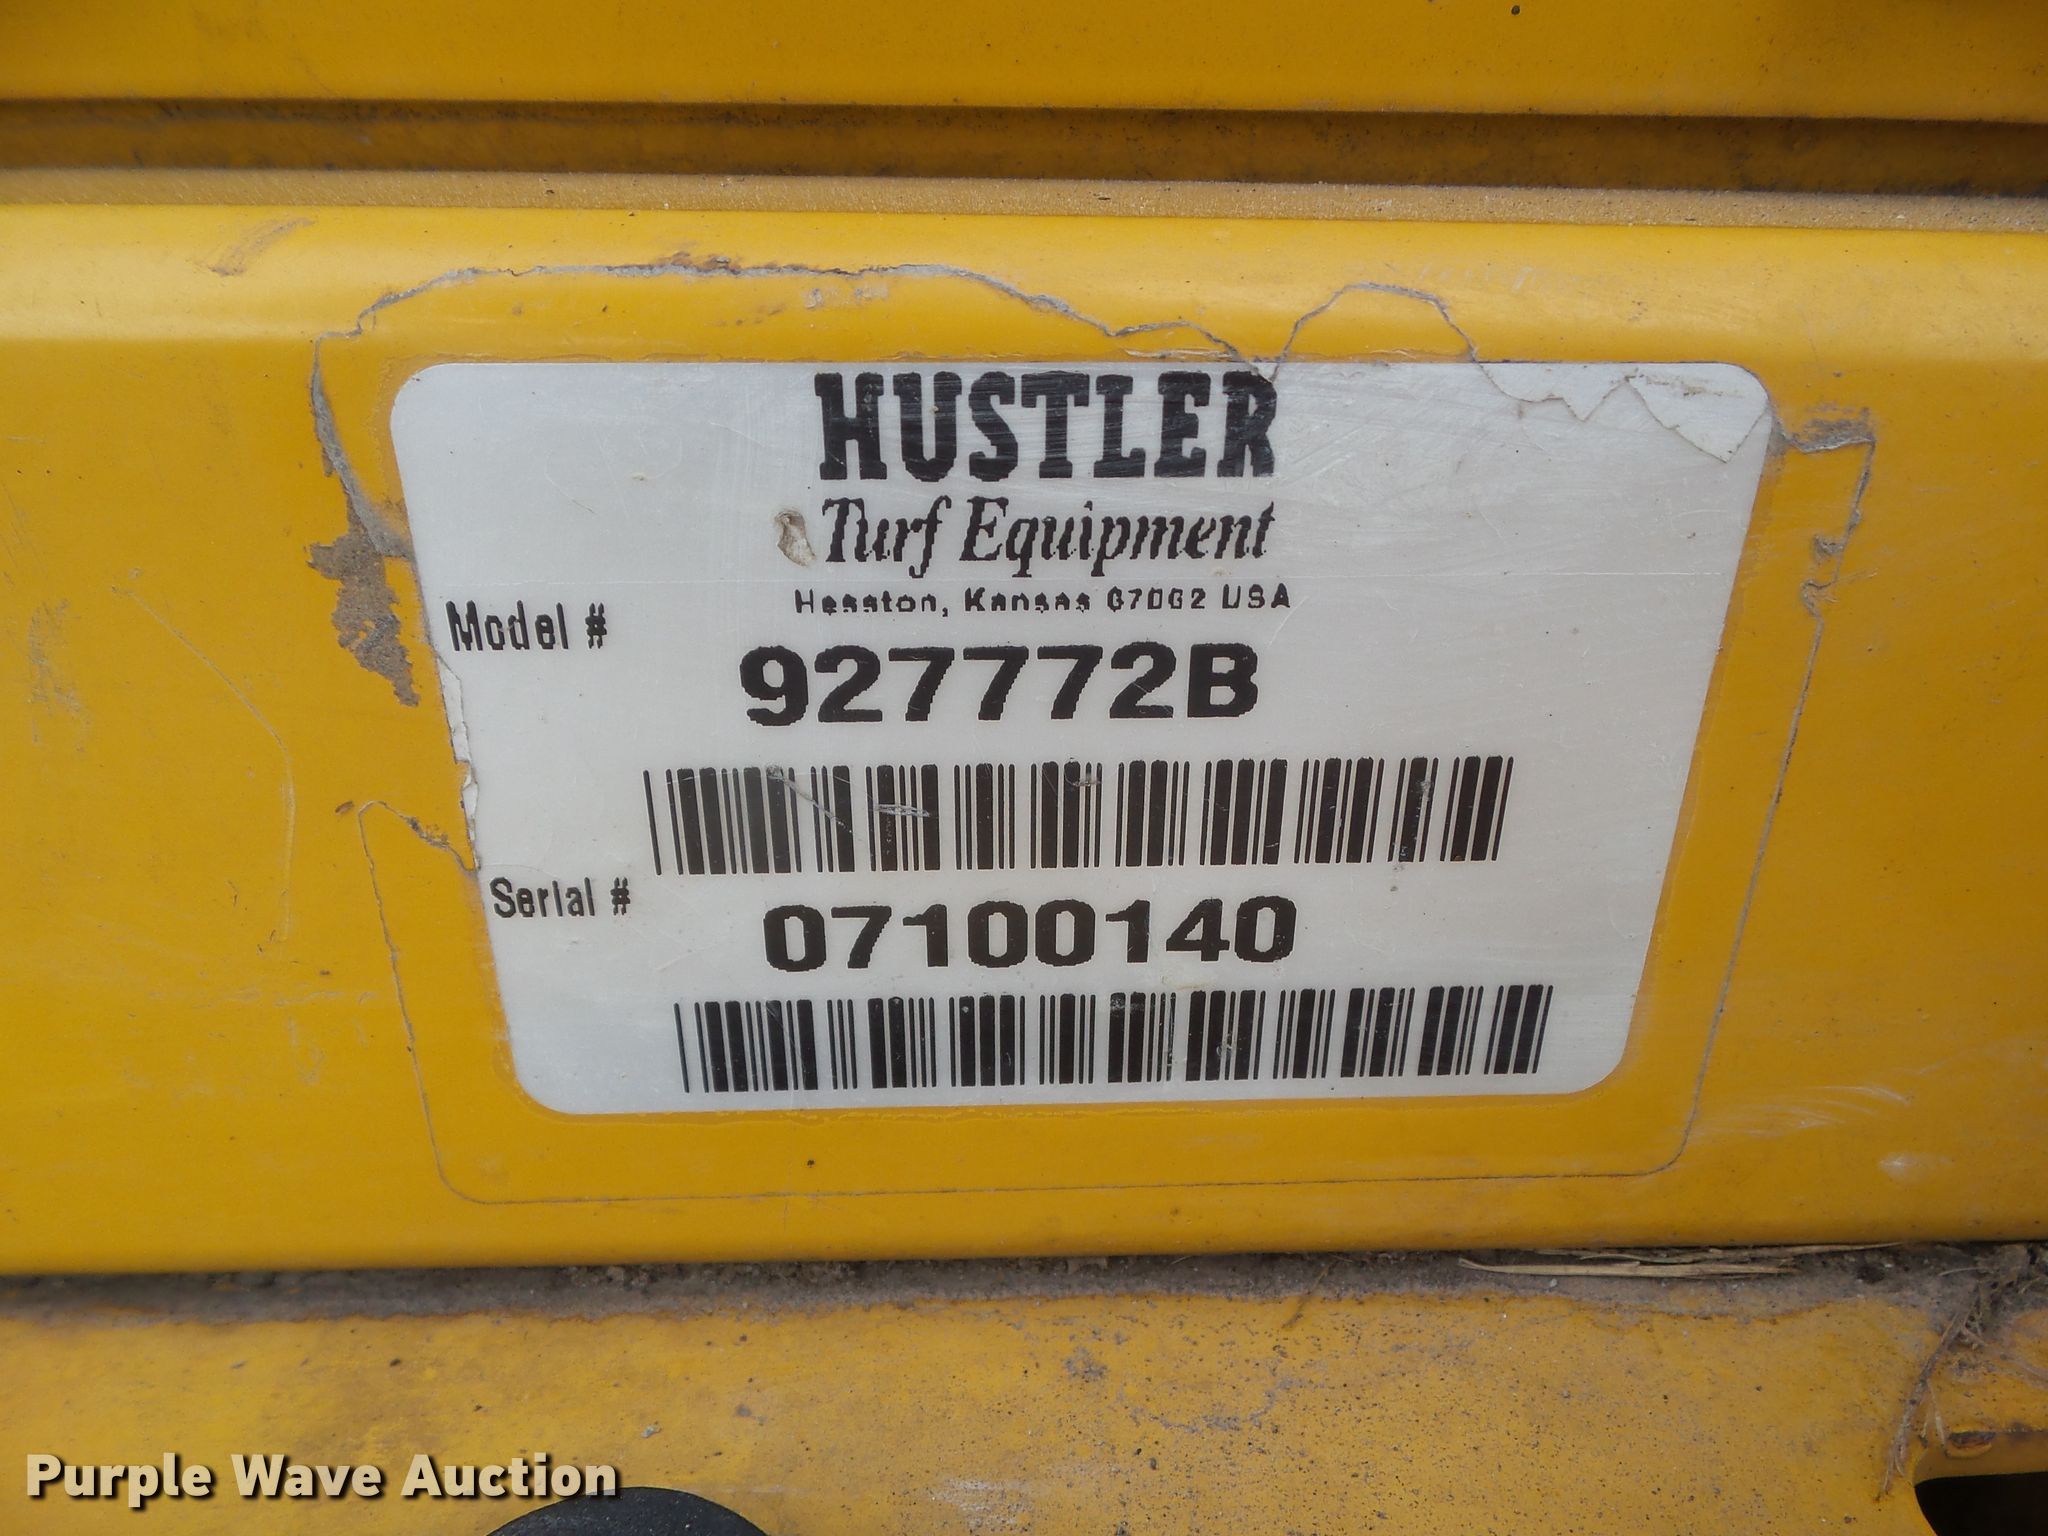 HUSTLER
Turf Equipment
Hesston, Kansas 67062 USA
Model #
927772B
Serial #
07100140
Purple Wave Auction